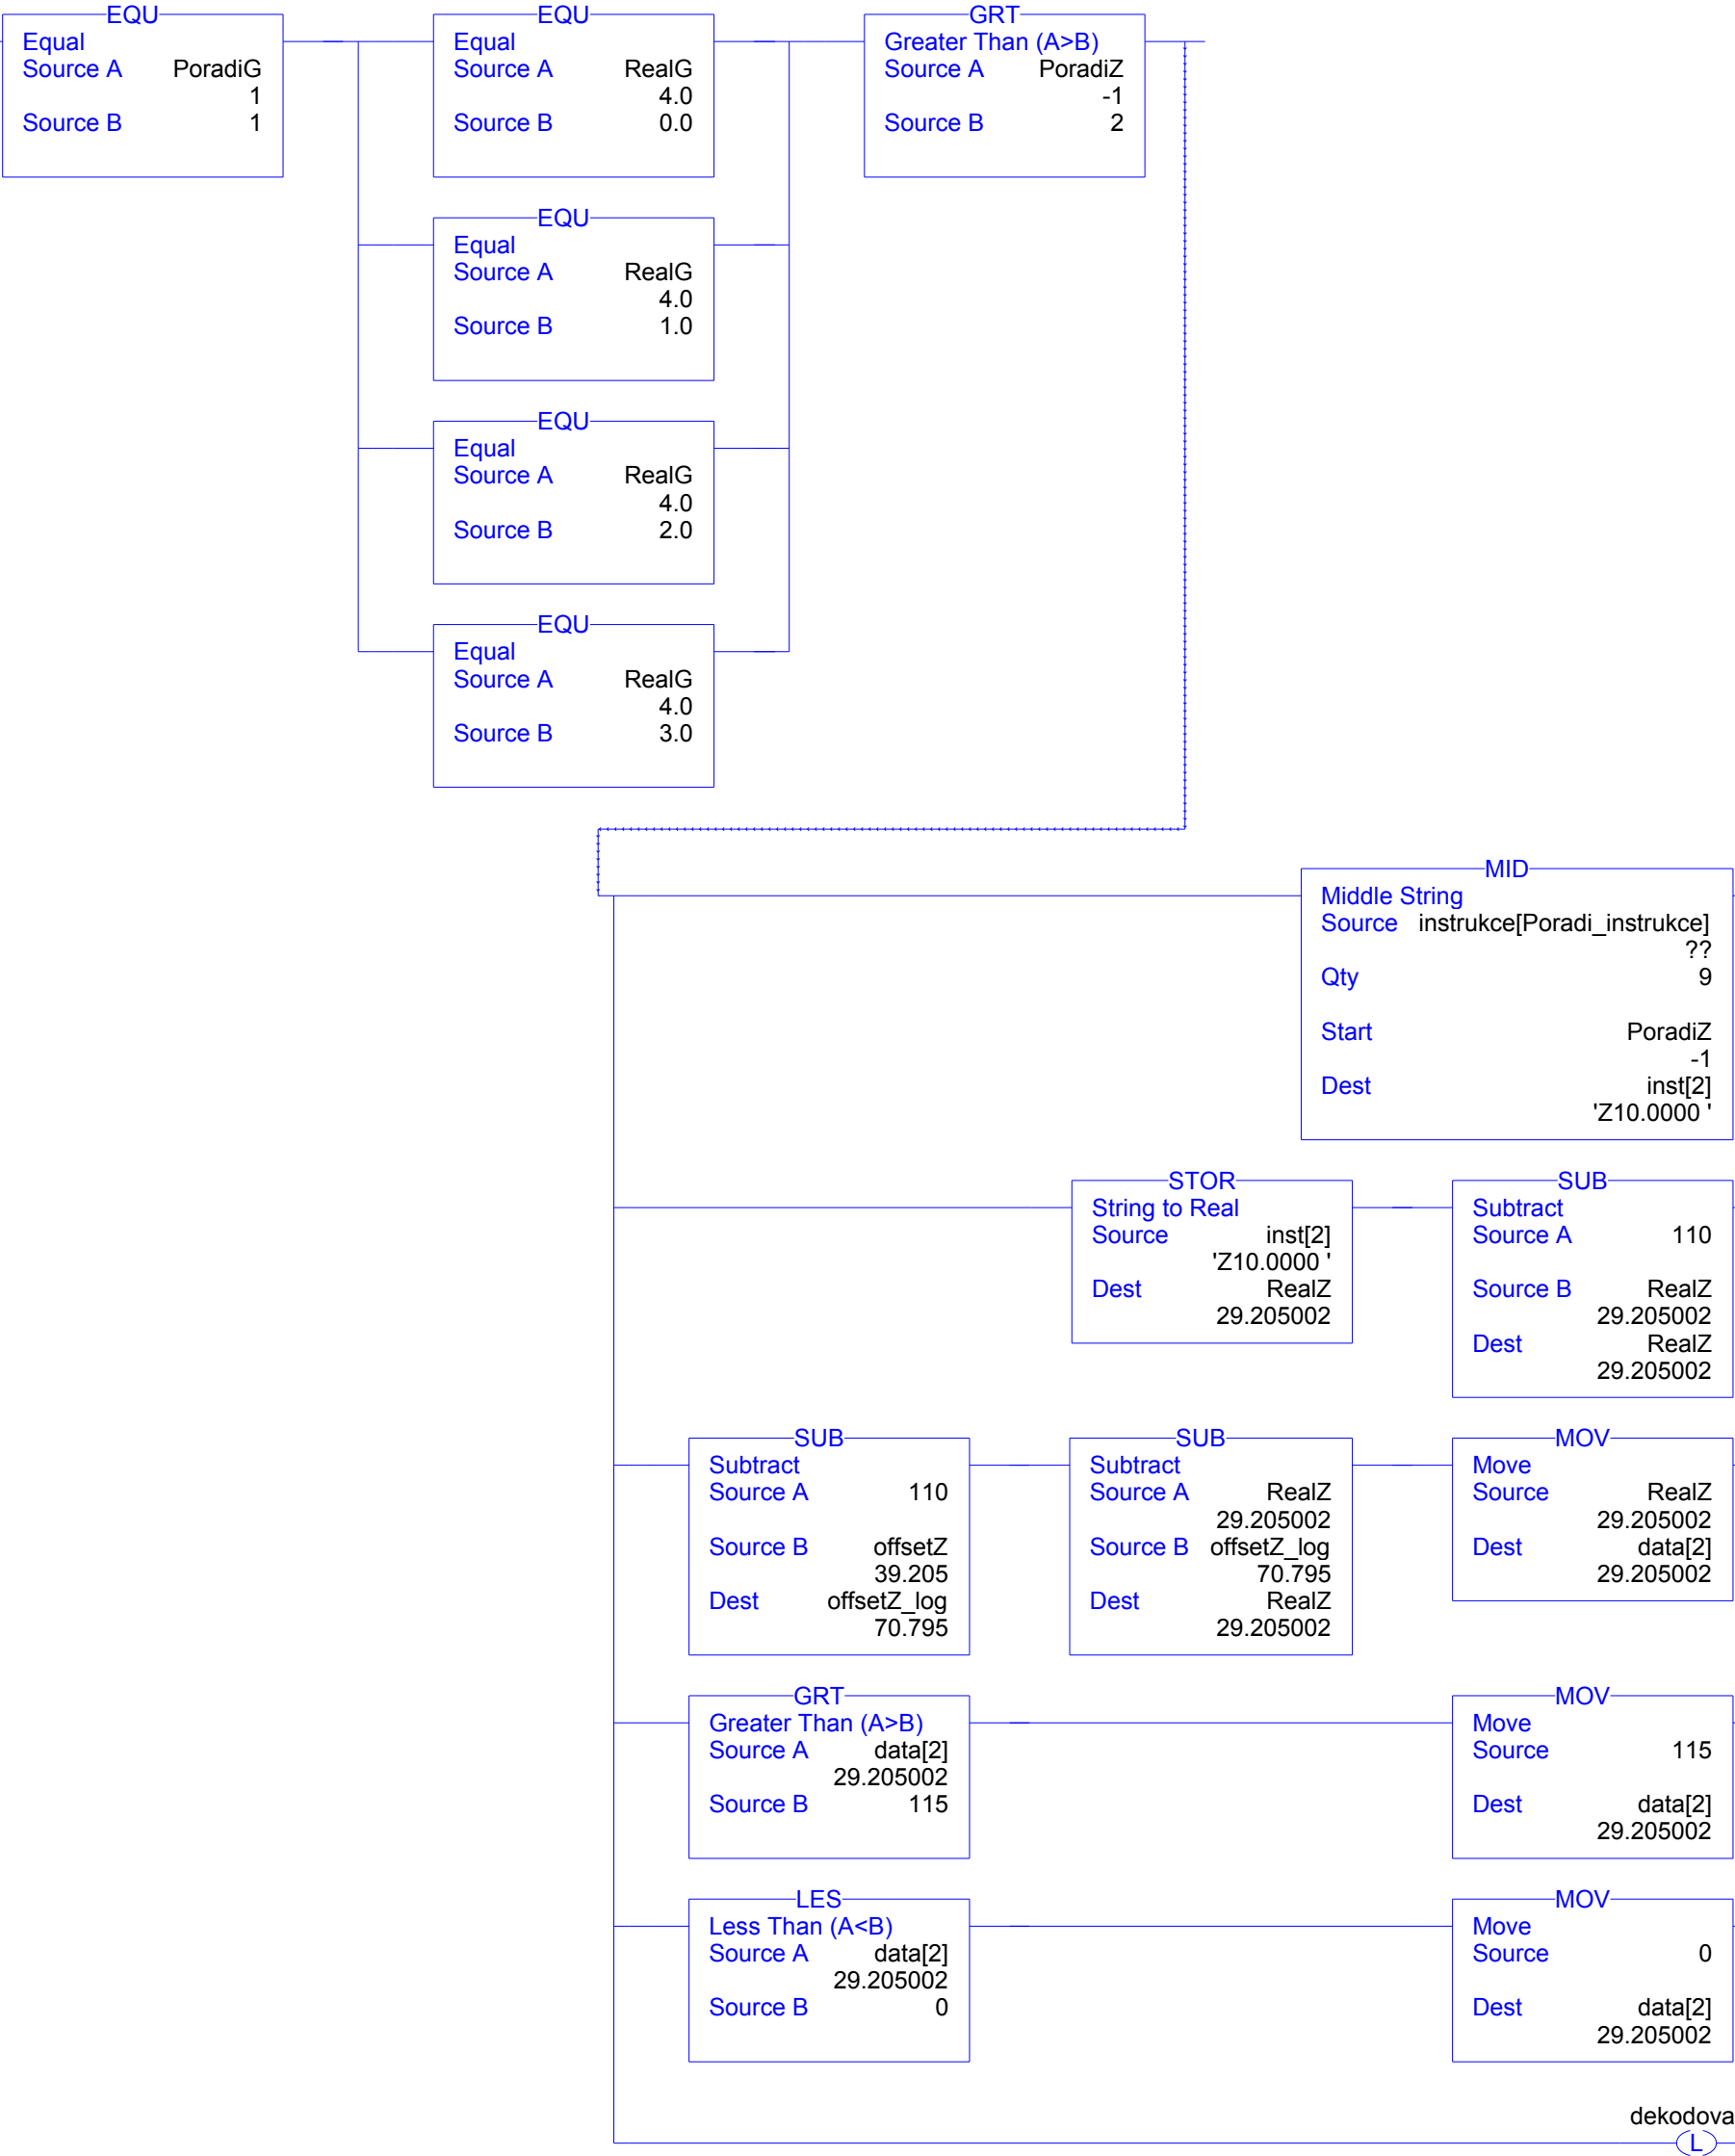 EQU
Equal
Source A PoradiG
1
Source B 1
EQU
Equal
Source A RealG
4.0
Source B 0.0
GRT
Greater Than (A>B)
Source A PoradiZ
-1
Source B 2
EQU
Equal
Source A RealG
4.0
Source B 1.0
EQU
Equal
Source A RealG
4.0
Source B 2.0
EQU
Equal
Source A RealG
4.0
Source B 3.0
MID
Middle String
Source instrukce[Poradi_instrukce]
??
Qty 9
Start PoradiZ
-1
Dest inst[2]
'Z10.0000 '
STOR
String to Real
Source inst[2]
'Z10.0000 '
Dest RealZ
29.205002
SUB
Subtract
Source A 110
Source B RealZ
29.205002
Dest RealZ
29.205002
SUB
Subtract
Source A 110
Source B offsetZ
39.205
Dest offsetZ_log
70.795
SUB
Subtract
Source A RealZ
29.205002
Source B offsetZ_log
70.795
Dest RealZ
29.205002
MOV
Move
Source RealZ
29.205002
Dest data[2]
29.205002
GRT
Greater Than (A>B)
Source A data[2]
29.205002
Source B 115
MOV
Move
Source 115
Dest data[2]
29.205002
LES
Less Than (A<B)
Source A data[2]
29.205002
Source B 0
MOV
Move
Source 0
Dest data[2]
29.205002
dekodova
L